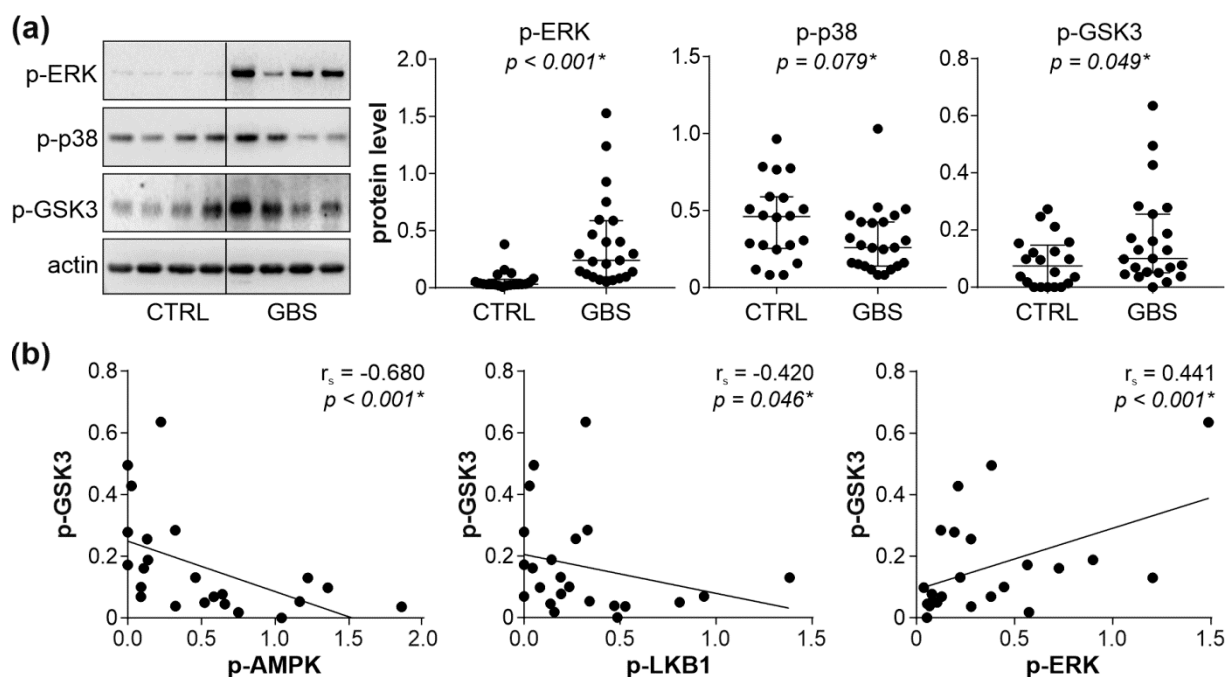 (a)
p-ERK
p-p38
p-GSK3
actin
CTRL GBS
protein level
p-ERK
p < 0.001*
2.0
1.5
1.0
0.5
0
CTRL GBS
p-p38
p = 0.079*
1.5
1.0
0.5
0
CTRL GBS
p-GSK3
p = 0.049*
0.8
0.6
0.4
0.2
0
CTRL GBS
(b)
p-GSK3
0.8
0.6
0.4
0.2
0
rs = -0.680
p < 0.001*
0.0 0.5 1.0 1.5 2.0
p-AMPK
p-GSK3
0.8
0.6
0.4
0.2
0
rs = -0.420
p = 0.046*
0.0 0.5 1.0 1.5
p-LKB1
p-GSK3
0.8
0.6
0.4
0.2
0
rs = 0.441
p < 0.001*
0 0.5 1.0 1.5
p-ERK